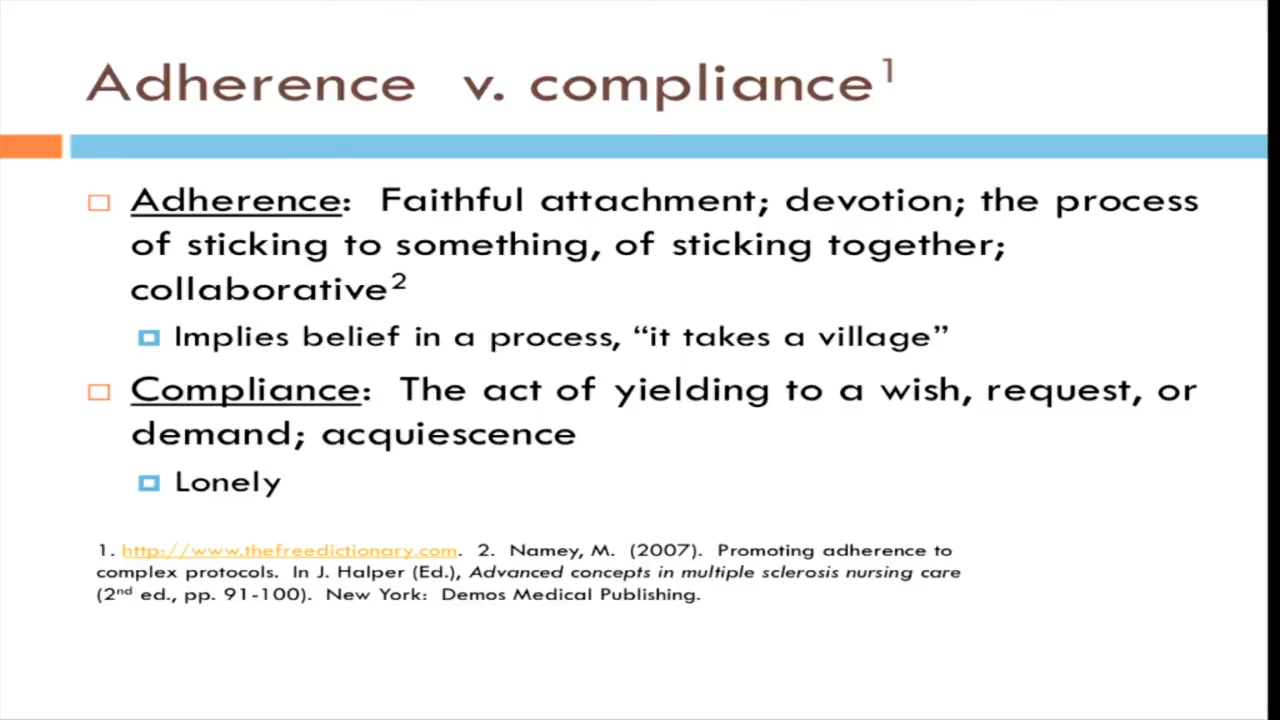 Adherence v. compliance¹
Adherence: Faithful attachment; devotion; the process
of sticking to something, of sticking together;
collaborative²
Implies belief in a process, “it takes a village”
Compliance: The act of yielding to a wish, request, or
demand; acquiescence
Lonely
1. http://www.thefreedictionary.com. 2. Namey, M. (2007). Promoting adherence to
complex protocols. In J. Halper (Ed.), Advanced concepts in multiple sclerosis nursing care
(2nd ed., pp. 91-100). New York: Demos Medical Publishing.